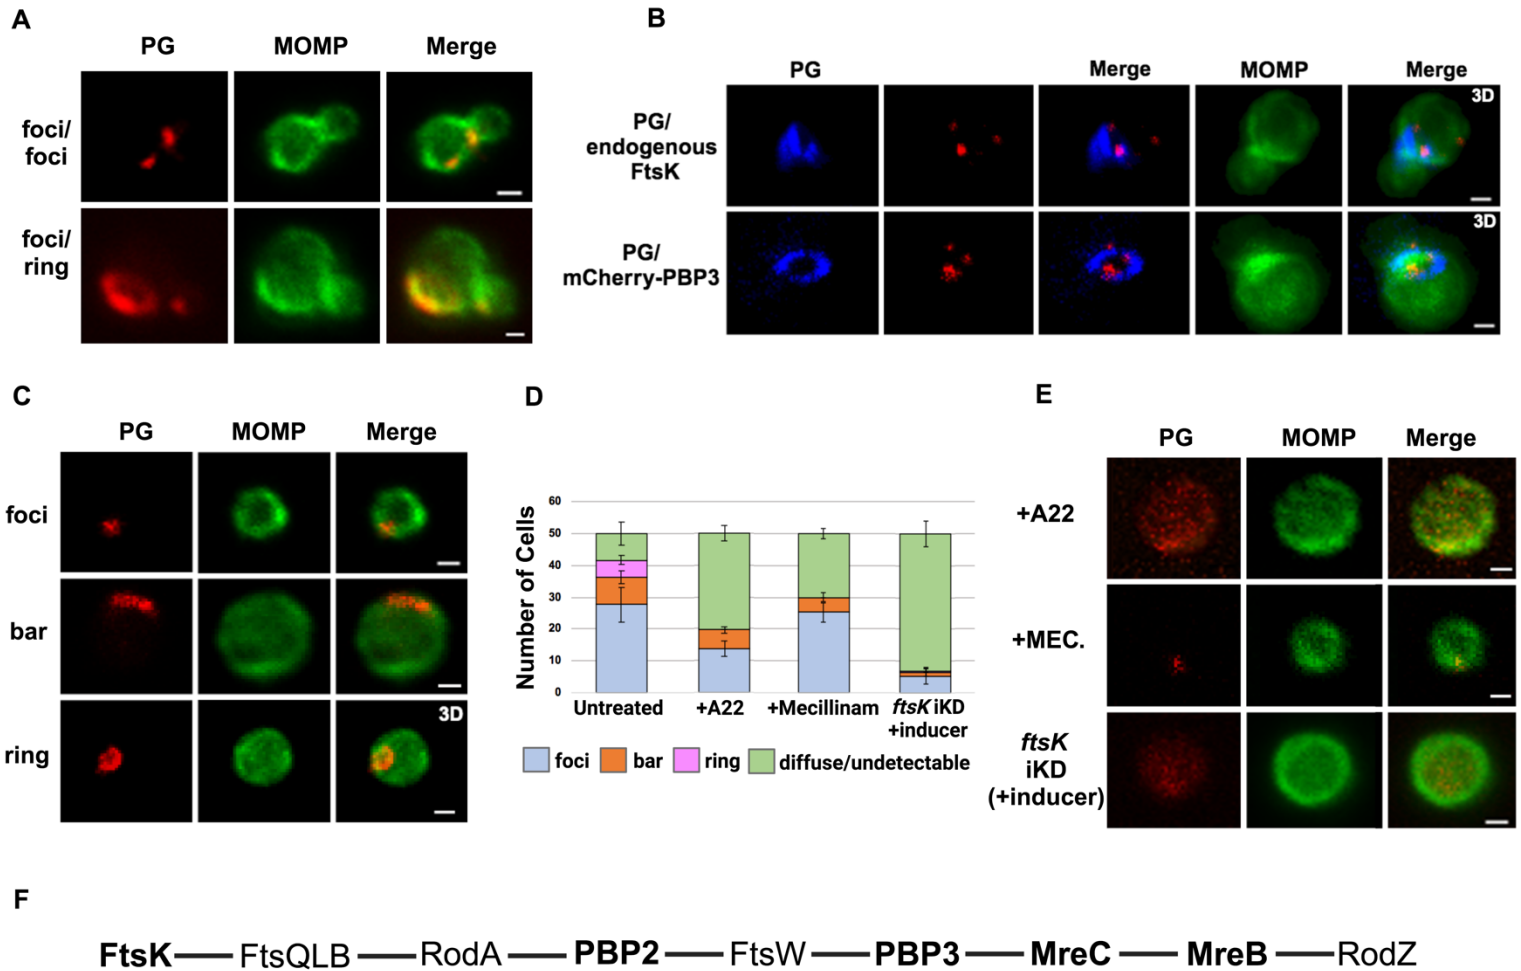 A
PG MOMP Merge
foci/
foci
foci/
ring
B
PG Merge MOMP Merge
PG/
endogenous
FtsK
3D
PG/
mCherry-PBP3
3D
C
PG MOMP Merge
foci
bar
ring
3D
D
Number of Cells
60
50
40
30
20
10
0
Untreated +A22 +Mecillinam ftsK iKD
+inducer
foci bar ring diffuse/undetectable
E
PG MOMP Merge
+A22
+MEC.
ftsK
iKD
(+inducer)
F
FtsK — FtsQLB — RodA — PBP2 — FtsW — PBP3 — MreC — MreB — RodZ